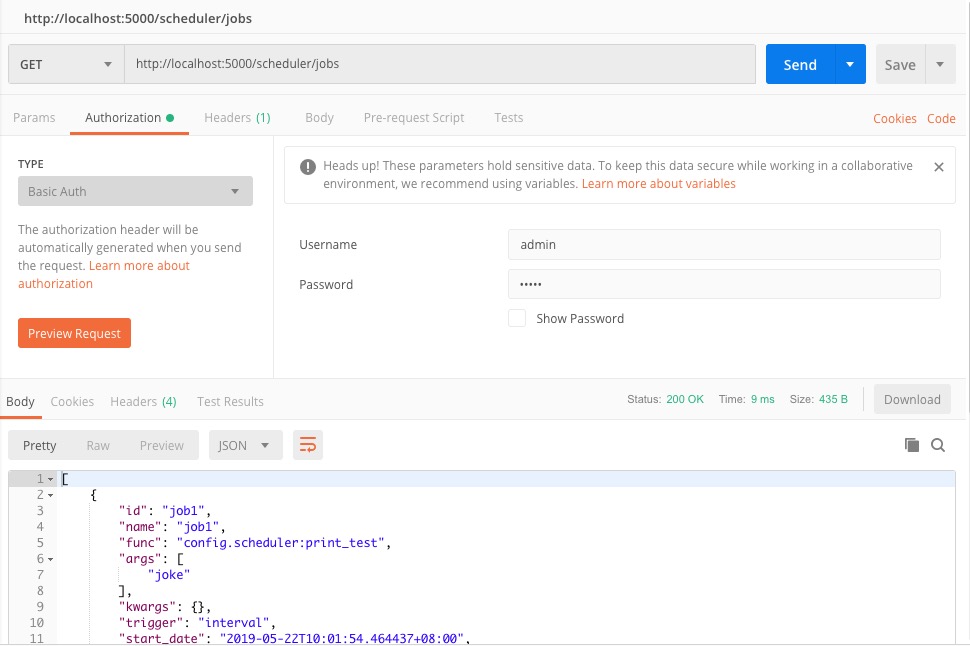 http://localhost:5000/scheduler/jobs
GET http://localhost:5000/scheduler/jobs Send Save
Params Authorization Headers (1) Body Pre-request Script Tests Cookies Code
TYPE
Basic Auth
The authorization header will be
automatically generated when you send
the request. Learn more about
authorization
Preview Request
Heads up! These parameters hold sensitive data. To keep this data secure while working in a collaborative
environment, we recommend using variables. Learn more about variables
Username admin
Password •••••
Show Password
Body Cookies Headers (4) Test Results Status: 200 OK Time: 9 ms Size: 435 B Download
Pretty Raw Preview JSON
1 [
2 {
3 "id": "job1",
4 "name": "job1",
5 "func": "config.scheduler:print_test",
6 "args": [
7 "joke"
8 ],
9 "kwargs": {},
10 "trigger": "interval",
11 "start_date": "2019-05-22T10:01:54.464437+08:00",